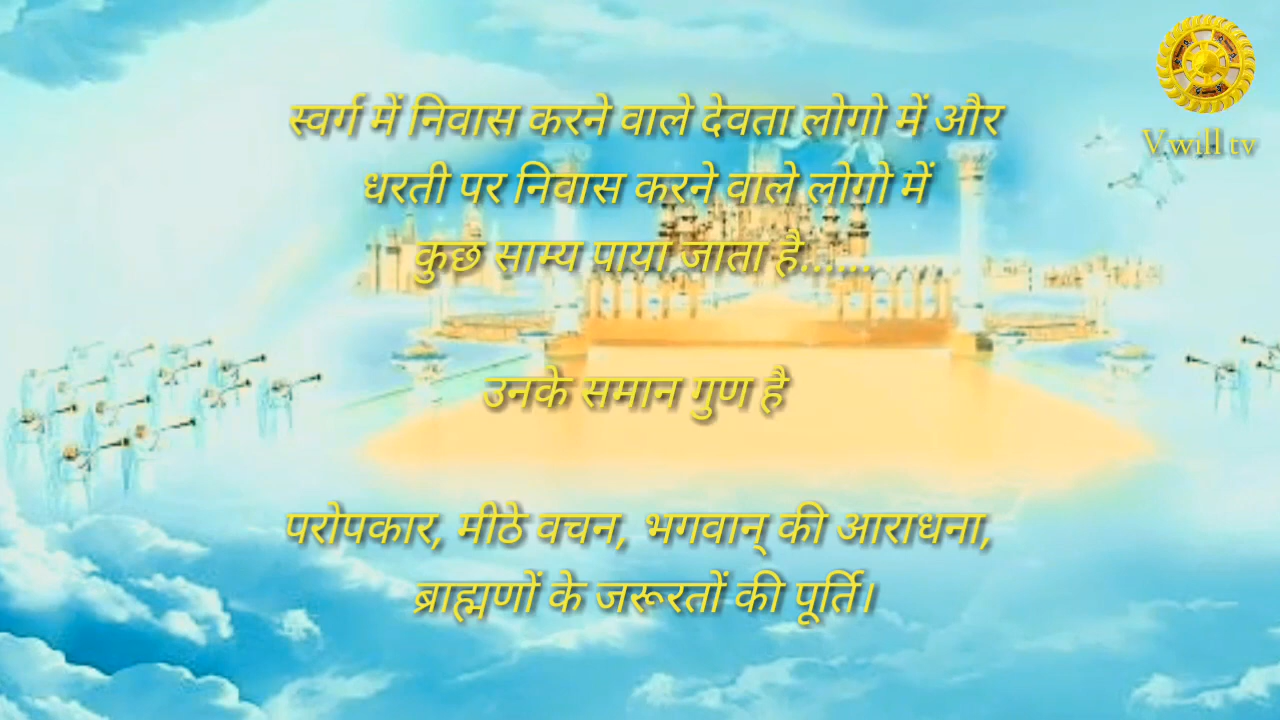 स्वर्ग में निवास करने वाले देवता लोगो में और
धरती पर निवास करने वाले लोगो में
कुछ साम्य पाया जाता है......
उनके समान गुण है
परोपकार, मीठे वचन, भगवान् की आराधना,
ब्राह्मणों के जरूरतों की पूर्ति।
V.will tv